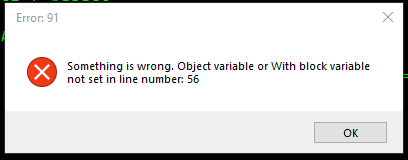 Error: 91
Something is wrong. Object variable or With block variable
not set in line number: 56
OK